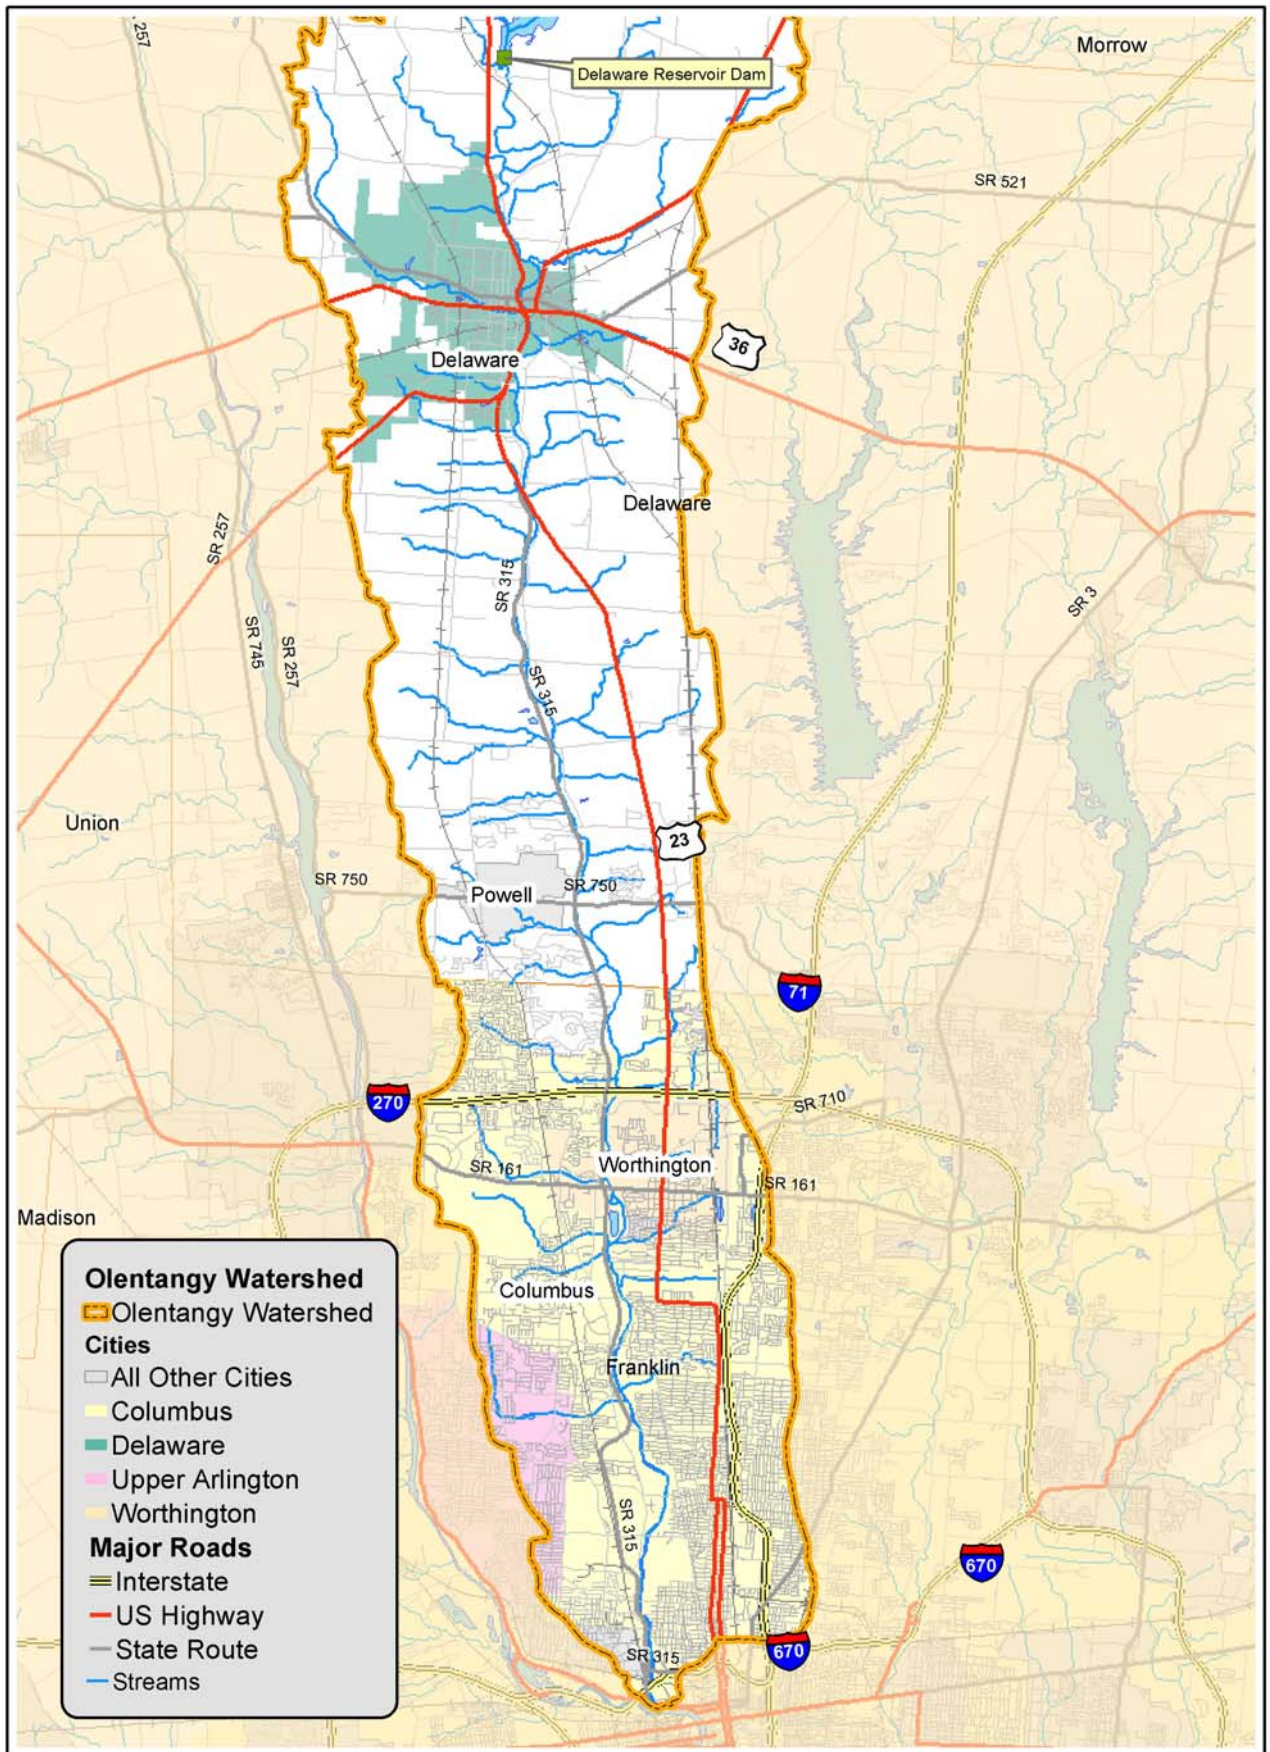 257
Morrow
Delaware Reservoir Dam
SR 521
36
Delaware
Delaware
SR 257
SR 315
SR 3
SR 745
SR 257
SR 315
Union
23
SR 750
SR 750
Powell
71
270
SR 710
Worthington
SR 161
SR 161
Madison
Columbus
Franklin
SR 315
670
670
SR 315
Olentangy Watershed
Olentangy Watershed
Cities
All Other Cities
Columbus
Delaware
Upper Arlington
Worthington
Major Roads
Interstate
US Highway
State Route
Streams